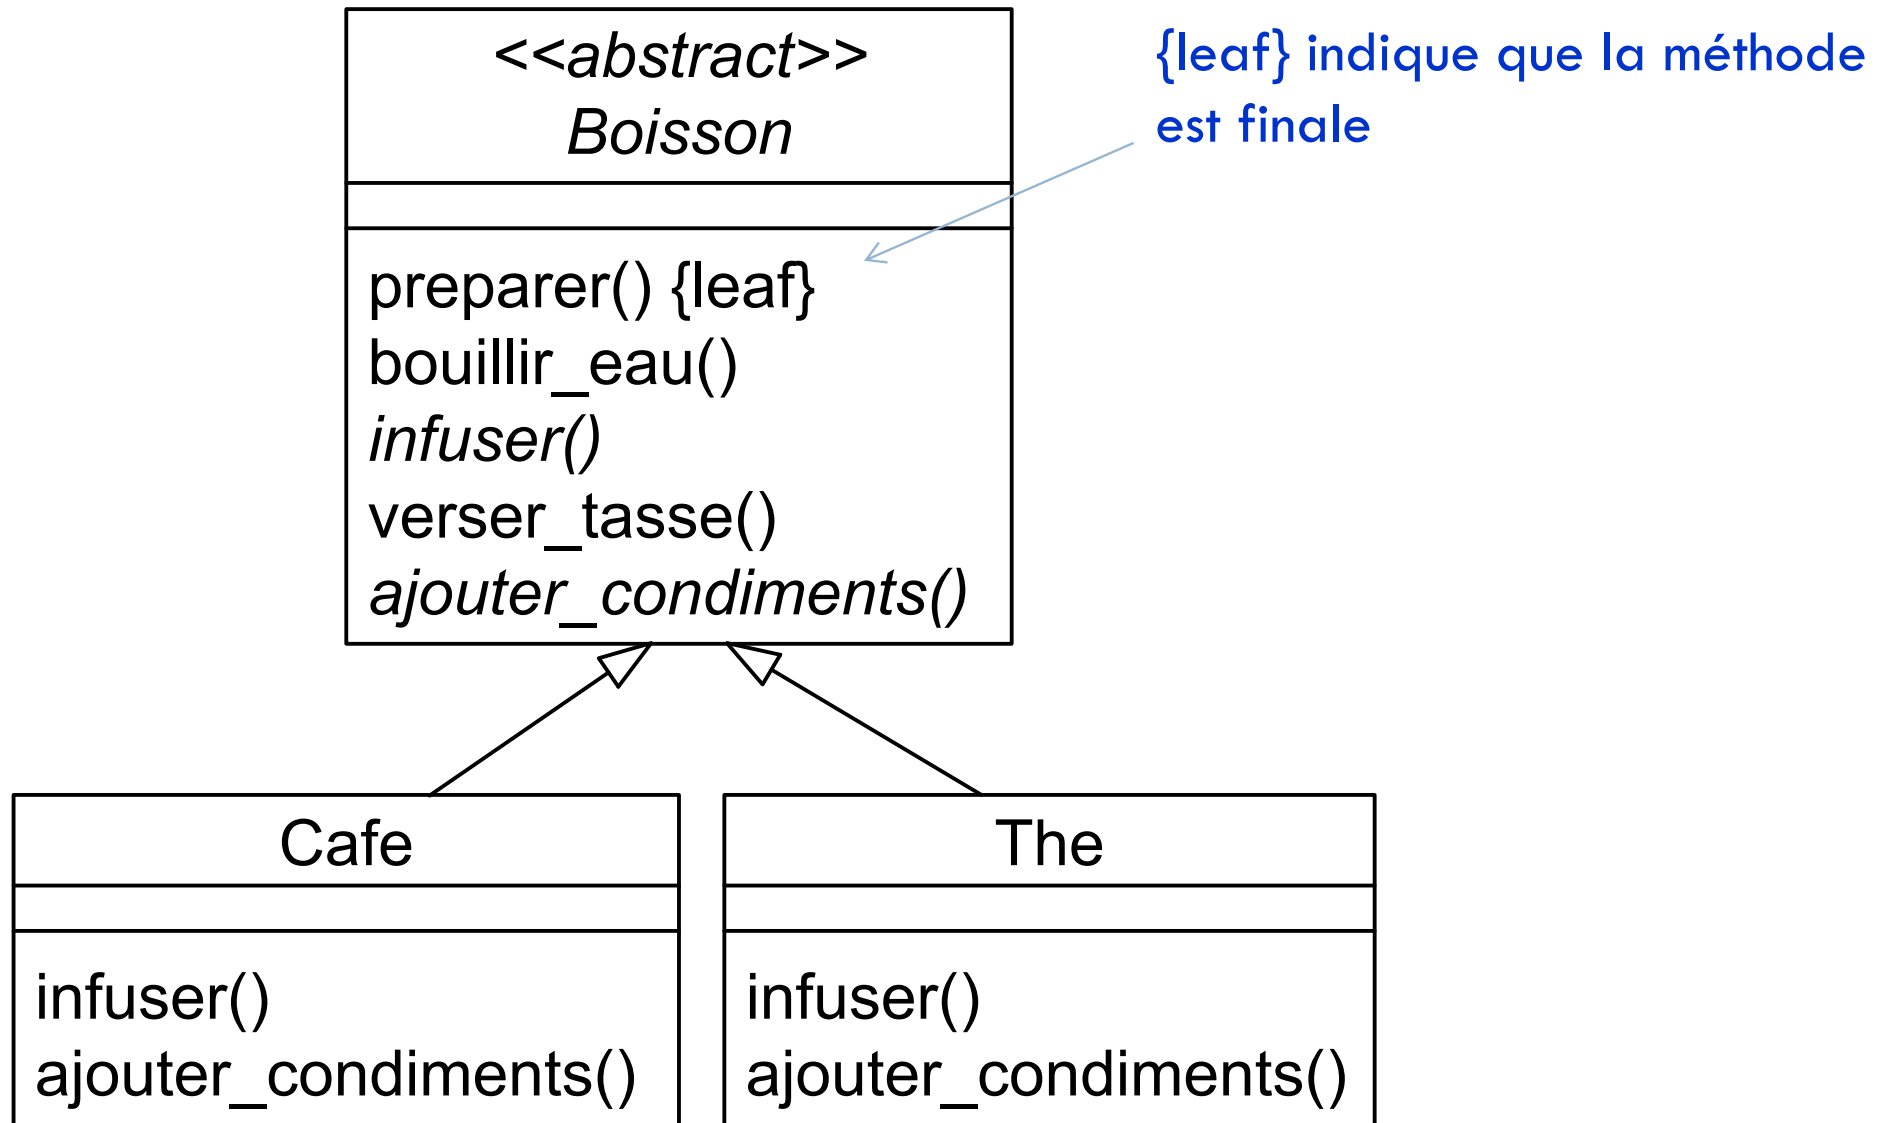 <<abstract>>
Boisson
{leaf} indique que la méthode
est finale
preparer() {leaf}
bouillir_eau()
infuser()
verser_tasse()
ajouter_condiments()
Cafe
infuser()
ajouter_condiments()
The
infuser()
ajouter_condiments()